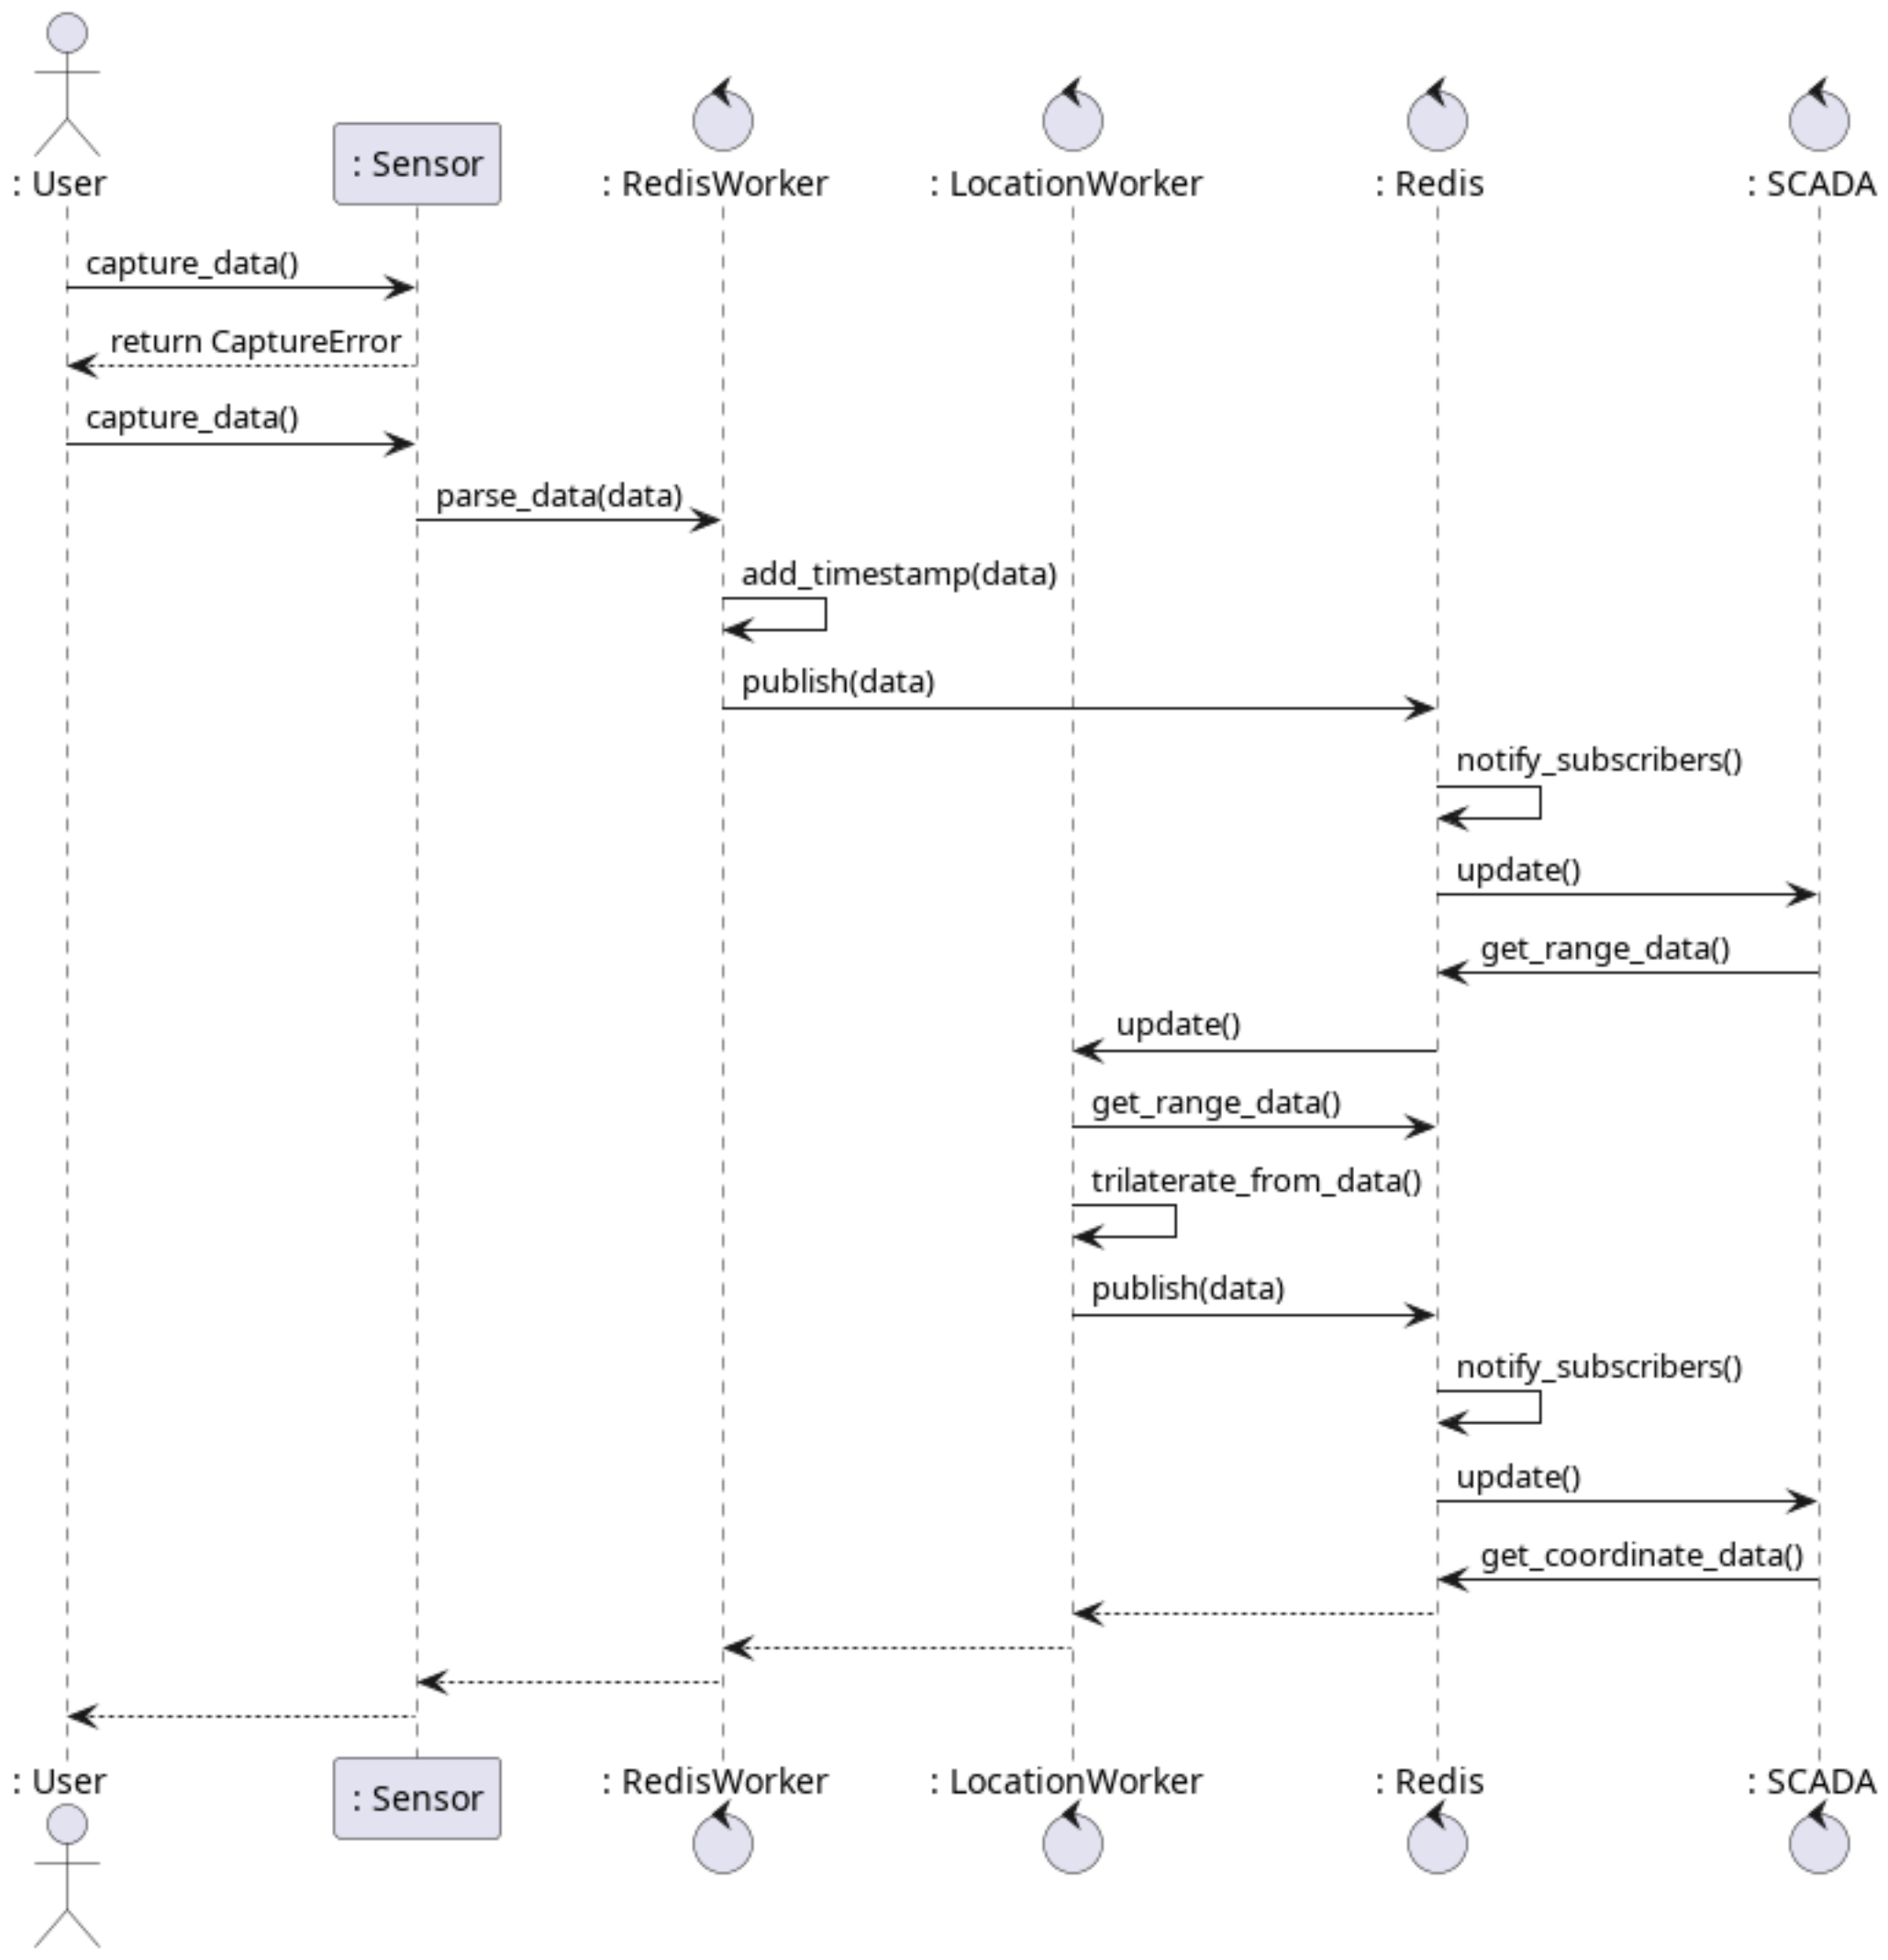 : User
: Sensor
: RedisWorker
: LocationWorker
: Redis
: SCADA
capture_data()
return CaptureError
capture_data()
parse_data(data)
add_timestamp(data)
publish(data)
notify_subscribers()
update()
get_range_data()
update()
get_range_data()
trilaterate_from_data()
publish(data)
notify_subscribers()
update()
get_coordinate_data()
: User
: Sensor
: RedisWorker
: LocationWorker
: Redis
: SCADA